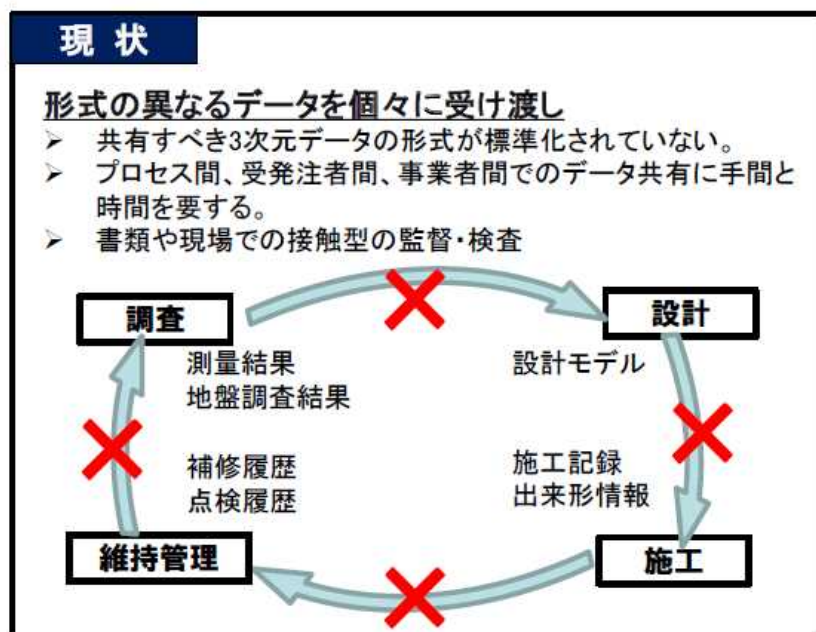 現 状
形式の異なるデータを個々に受け渡し
➢ 共有すべき3次元データの形式が標準化されていない。
➢ プロセス間、受発注者間、事業者間でのデータ共有に手間と
時間を要する。
➢ 書類や現場での接触型の監督・検査
調査
設計
測量結果
地盤調査結果
設計モデル
補修履歴
点検履歴
施工記録
出来形情報
維持管理
施工